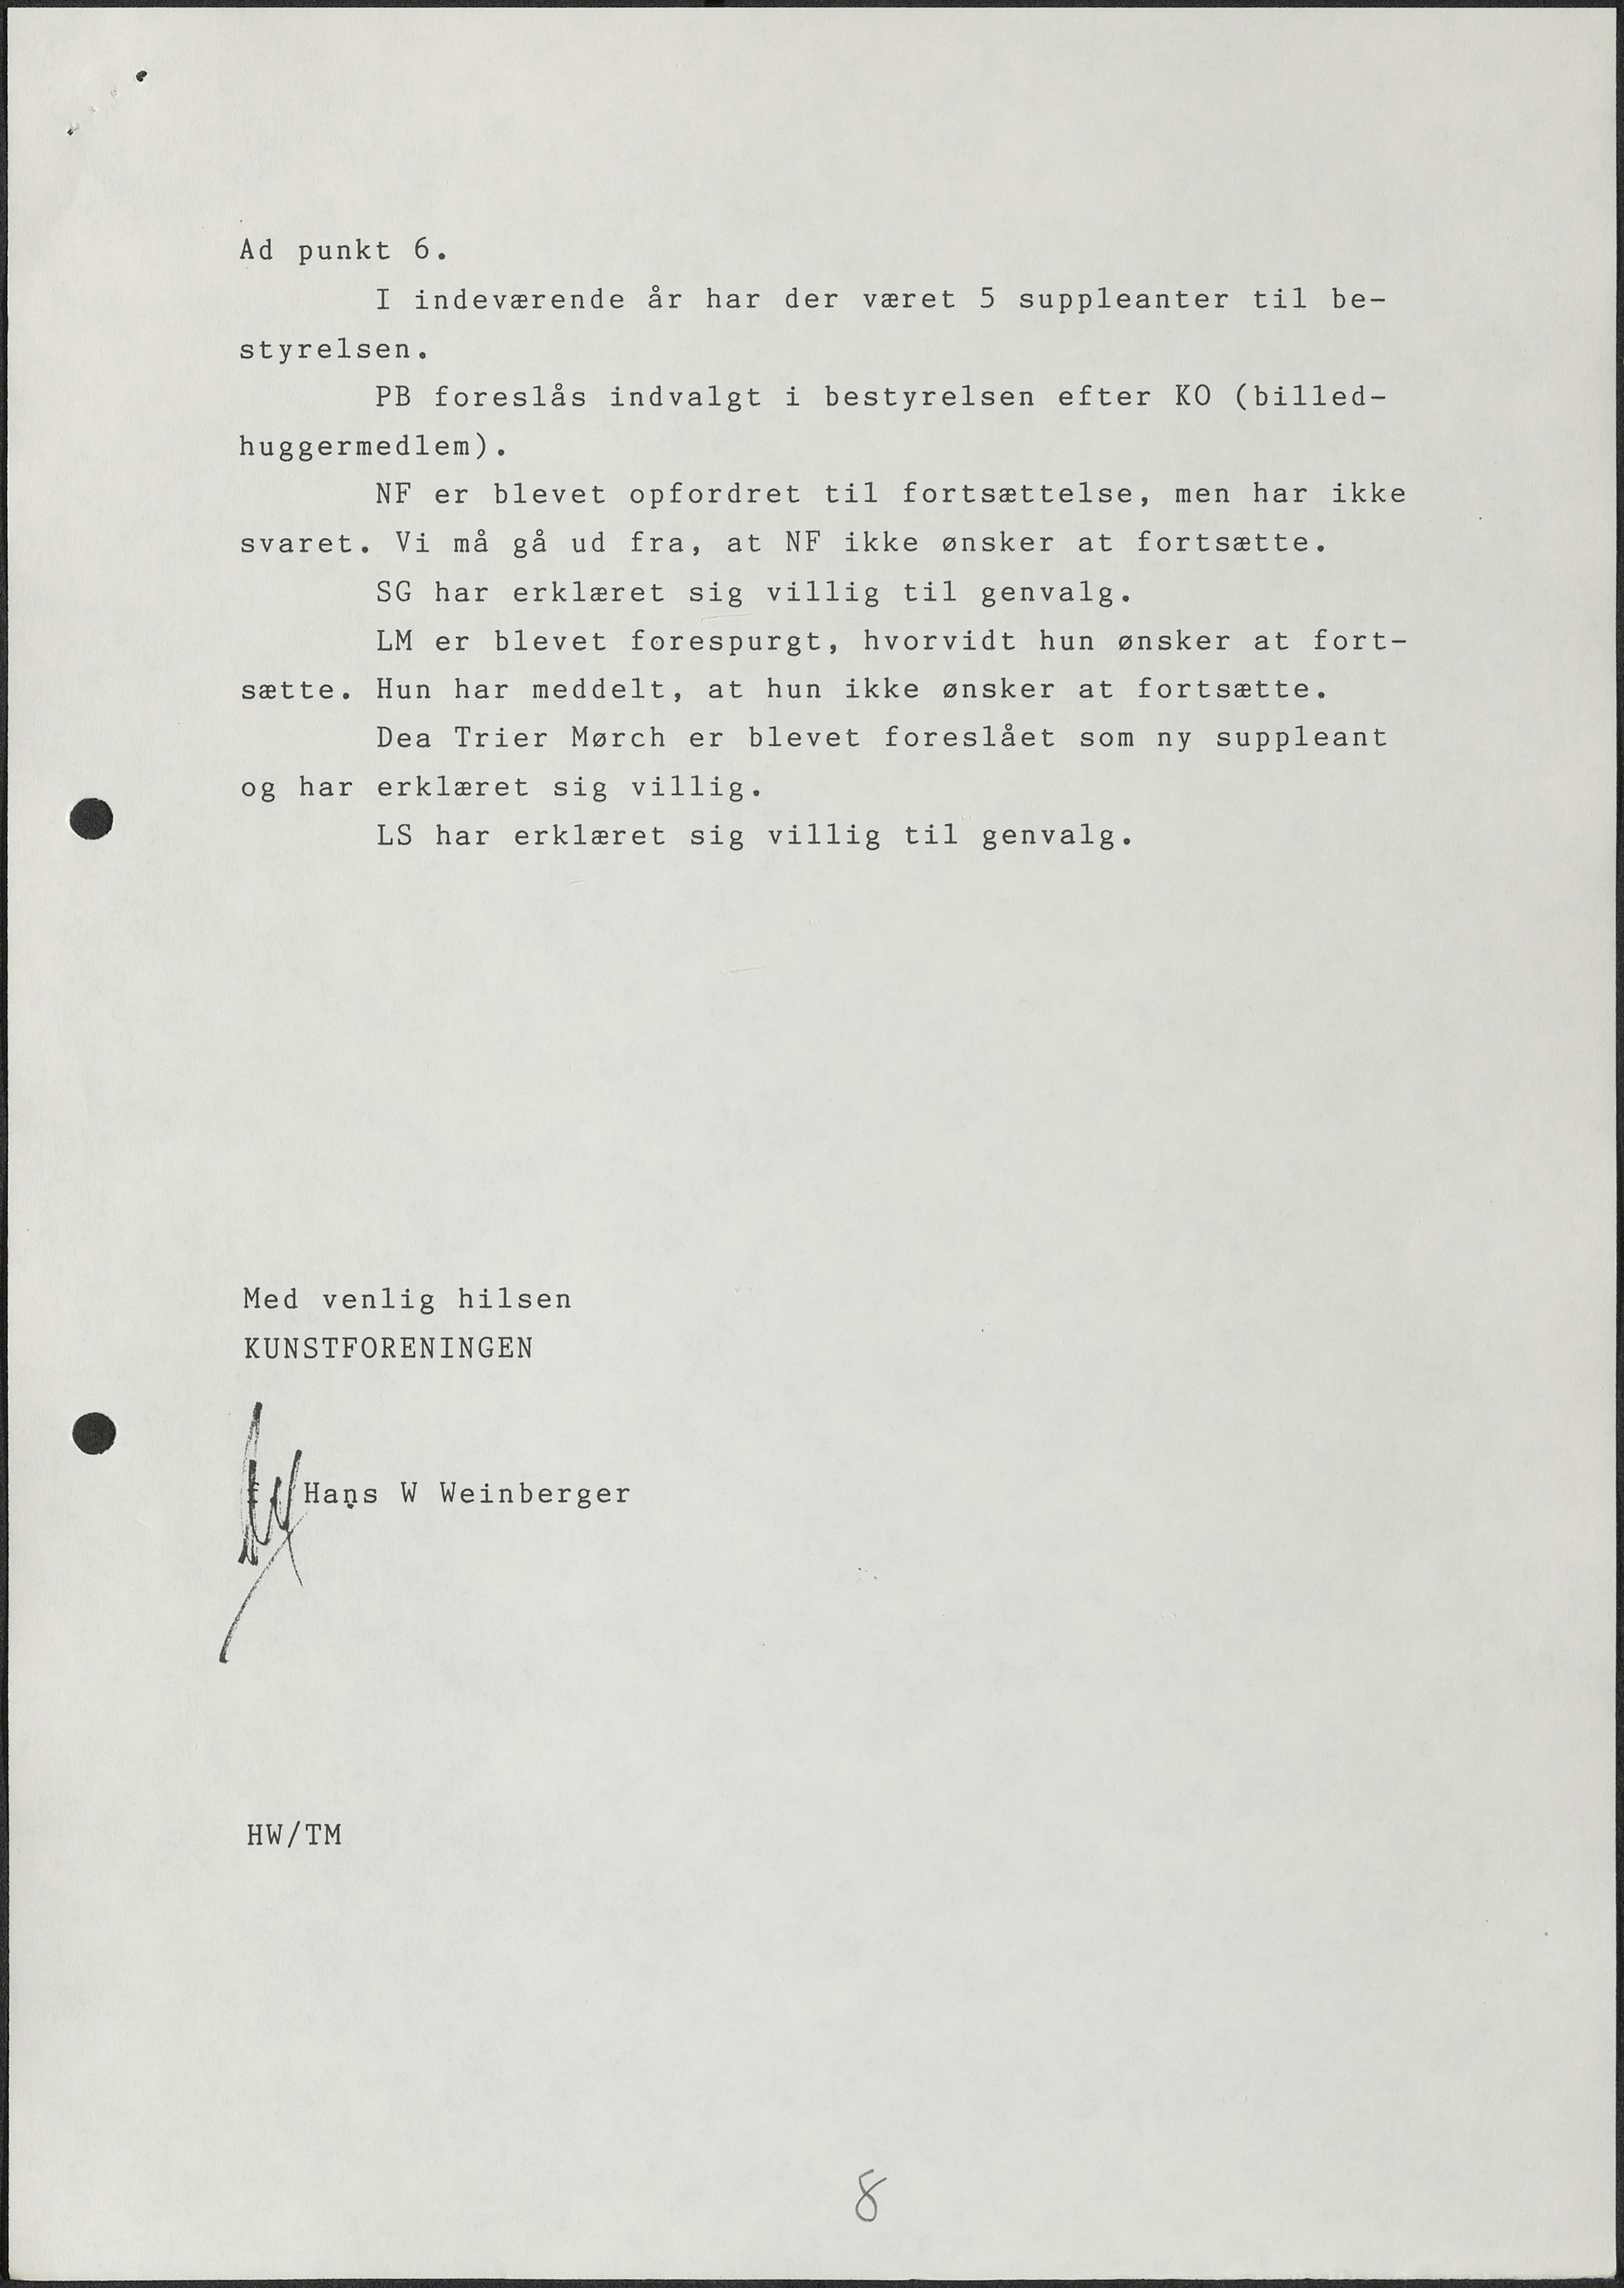 Ad punkt 6.
I indeværende år har der været 5 suppleanter til be-
styrelsen.
PB foreslås indvalgt i bestyrelsen efter KO (billed-
huggermedlem).
NF er blevet opfordret til fortsættelse, men har ikke
svaret. Vi må gå ud fra, at NF ikke ønsker at fortsætte.
SG har erklæret sig villig til genvalg.
LM er blevet forespurgt, hvorvidt hun ønsker at fort-
sætte. Hun har meddelt, at hun ikke ønsker at fortsætte.
Dea Trier Mørch er blevet foreslået som ny suppleant
og har erklæret sig villig.
LS har erklæret sig villig til genvalg.
Med venlig hilsen
KUNSTFORENINGEN
Hans W Weinberger
HW/TM
8